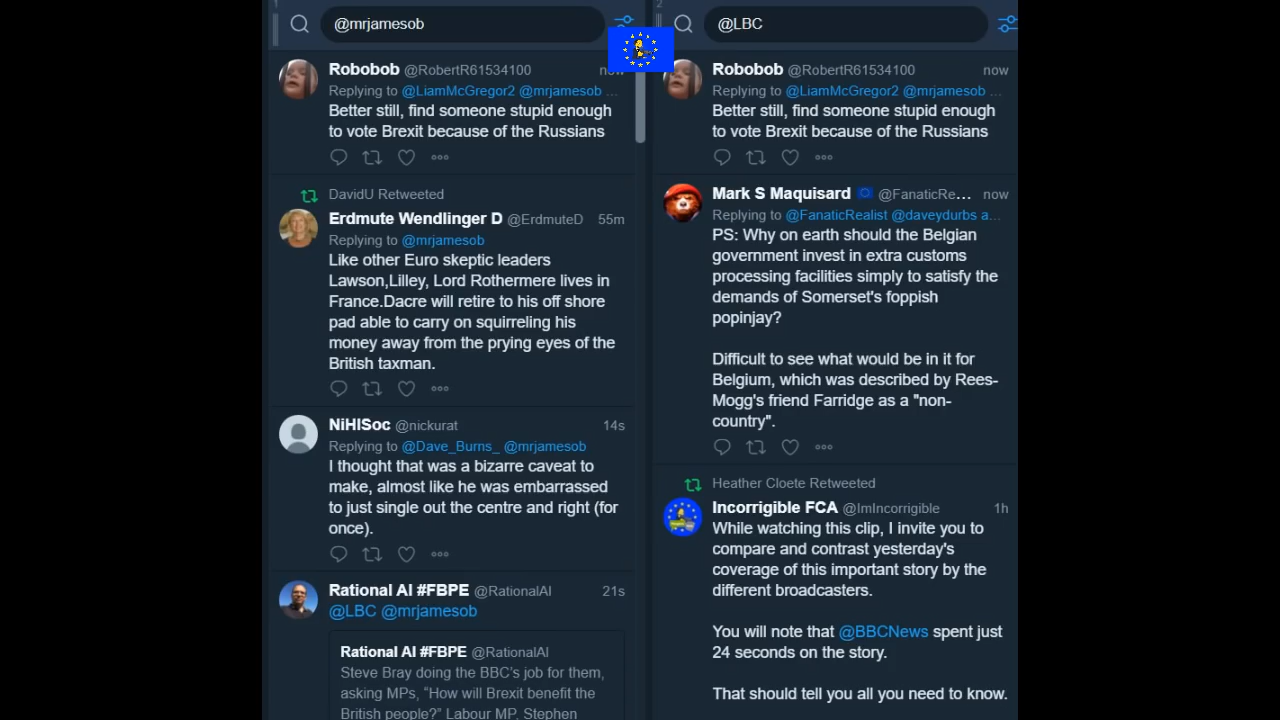 1
@mrjamesob
Robobob @RobertR61534100 now
Replying to @LiamMcGregor2 @mrjamesob ...
Better still, find someone stupid enough
to vote Brexit because of the Russians
DavidU Retweeted
Erdmute Wendlinger D @ErdmuteD 55m
Replying to @mrjamesob
Like other Euro skeptic leaders
Lawson,Lilley, Lord Rothermere lives in
France.Dacre will retire to his off shore
pad able to carry on squirreling his
money away from the prying eyes of the
British taxman.
NiHlSoc @nickurat 14s
Replying to @Dave_Burns_ @mrjamesob
I thought that was a bizarre caveat to
make, almost like he was embarrassed
to just single out the centre and right (for
once).
Rational AI #FBPE @RationalAI 21s
@LBC @mrjamesob
Rational AI #FBPE @RationalAI
Steve Bray doing the BBC's job for them,
asking MPs, “How will Brexit benefit the
British people?” Labour MP, Stephen
2
@LBC
Robobob @RobertR61534100 now
Replying to @LiamMcGregor2 @mrjamesob ...
Better still, find someone stupid enough
to vote Brexit because of the Russians
Mark S Maquisard @FanaticRe... now
Replying to @FanaticRealist @daveydurbs a...
PS: Why on earth should the Belgian
government invest in extra customs
processing facilities simply to satisfy the
demands of Somerset's foppish
popinjay?
Difficult to see what would be in it for
Belgium, which was described by Rees-
Mogg's friend Farridge as a "non-
country".
Heather Cloete Retweeted
Incorrigible FCA @ImIncorrigible 1h
While watching this clip, I invite you to
compare and contrast yesterday's
coverage of this important story by the
different broadcasters.
You will note that @BBCNews spent just
24 seconds on the story.
That should tell you all you need to know.